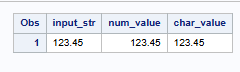 Obs input_str num_value char_value
1 123.45 123.45 123.45